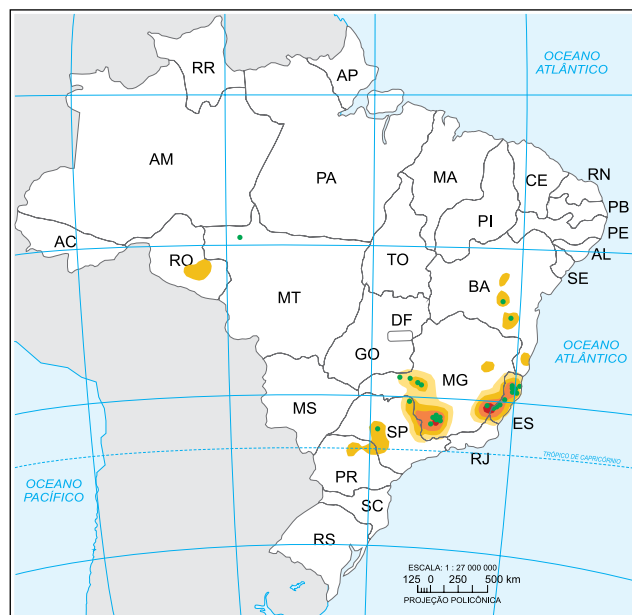 OCEANO
ATLÂNTICO
RR
AP
AM
PA
MA
CE
RN
PB
PI
PE
AC
AL
RO
TO
SE
BA
MT
DF
OCEANO
ATLÂNTICO
GO
MG
MS
ES
SP
RJ
TRÓPICO DE CAPRICÓRNIO
PR
OCEANO
PACÍFICO
SC
RS
ESCALA: 1 : 27 000 000
125 0 250 500 km
PROJEÇÃO POLICÔNICA